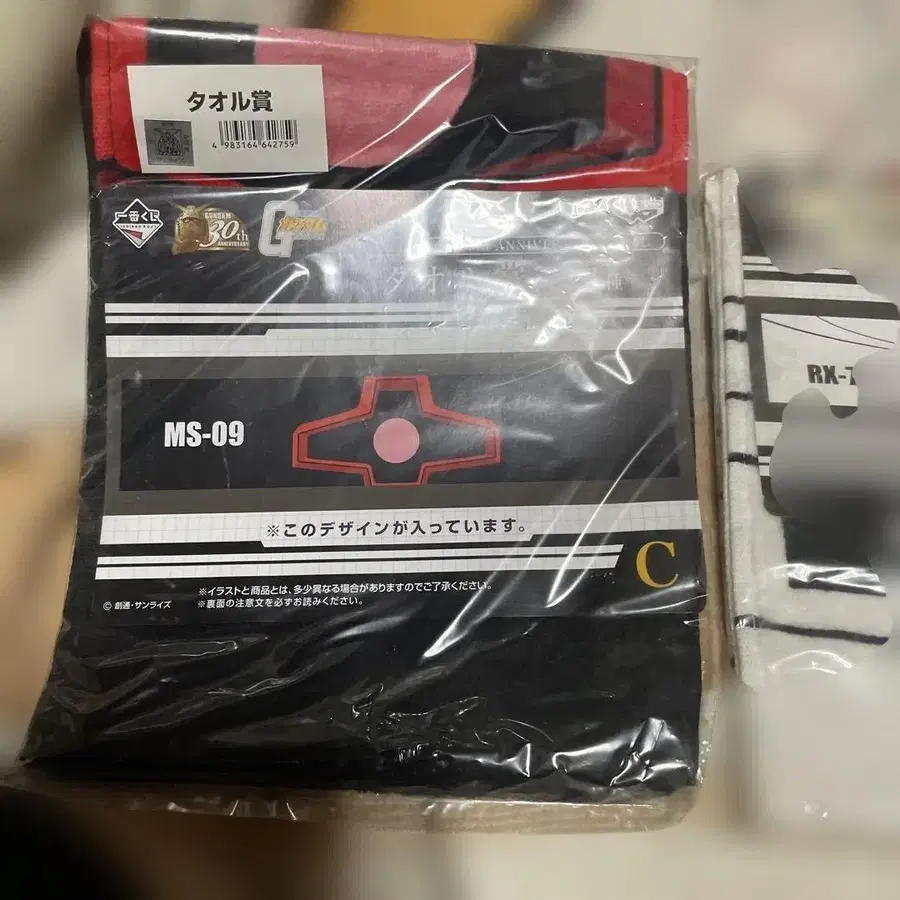 タオル賞
4 983164 642759
一番くじ
GUNDAM
30th
ANNIVERSARY
タオル
MS-09
※このデザインが入っています。
C
※イラストと商品とは、多少異なる場合がありますのでご了承ください。
※裏面の注意文を必ずお読みください。
© 創通・サンライズ
RX-7